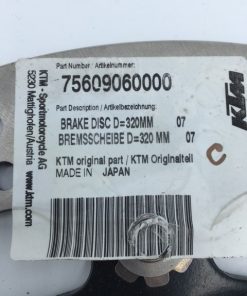 Part Number / Artikelnummer:
75609060000
Part Description / Artikelbezeichnung:
BRAKE DISC D=320MM 07
BREMSSCHEIBE D=320 MM 07
KTM original part / KTM Originalteil
MADE IN JAPAN
KTM - Sportmotorcycle AG
5230 Mattighofen/Austria
www.ktm.com
KTM